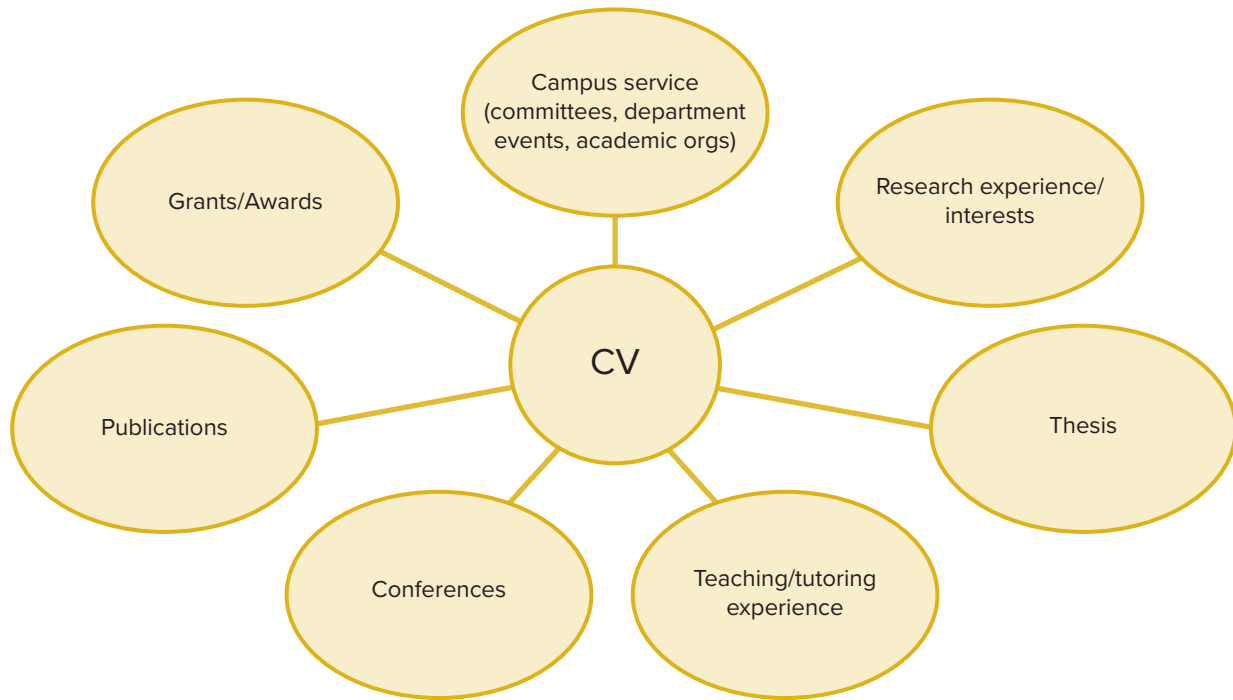 Campus service
(committees, department
events, academic orgs)
Grants/Awards
Research experience/
interests
CV
Publications
Thesis
Conferences
Teaching/tutoring
experience